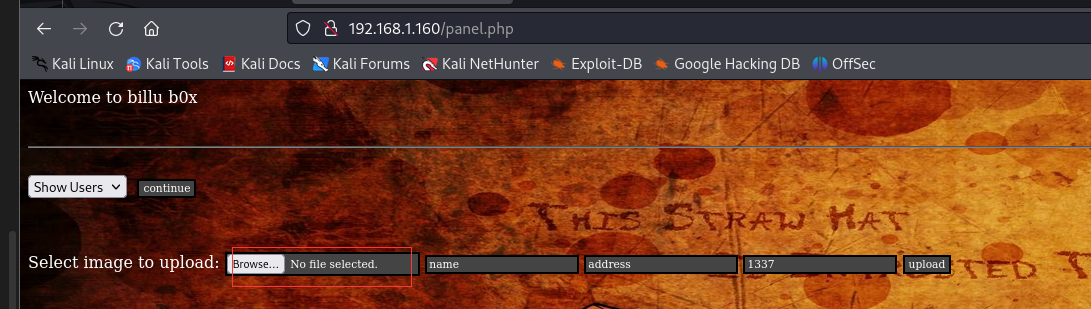 192.168.1.160/panel.php
Kali Linux Kali Tools Kali Docs Kali Forums Kali NetHunter Exploit-DB Google Hacking DB OffSec
Welcome to billu b0x
Show Users continue
THIS STRAW HAT
Select image to upload: Browse... No file selected. name address 1337 upload